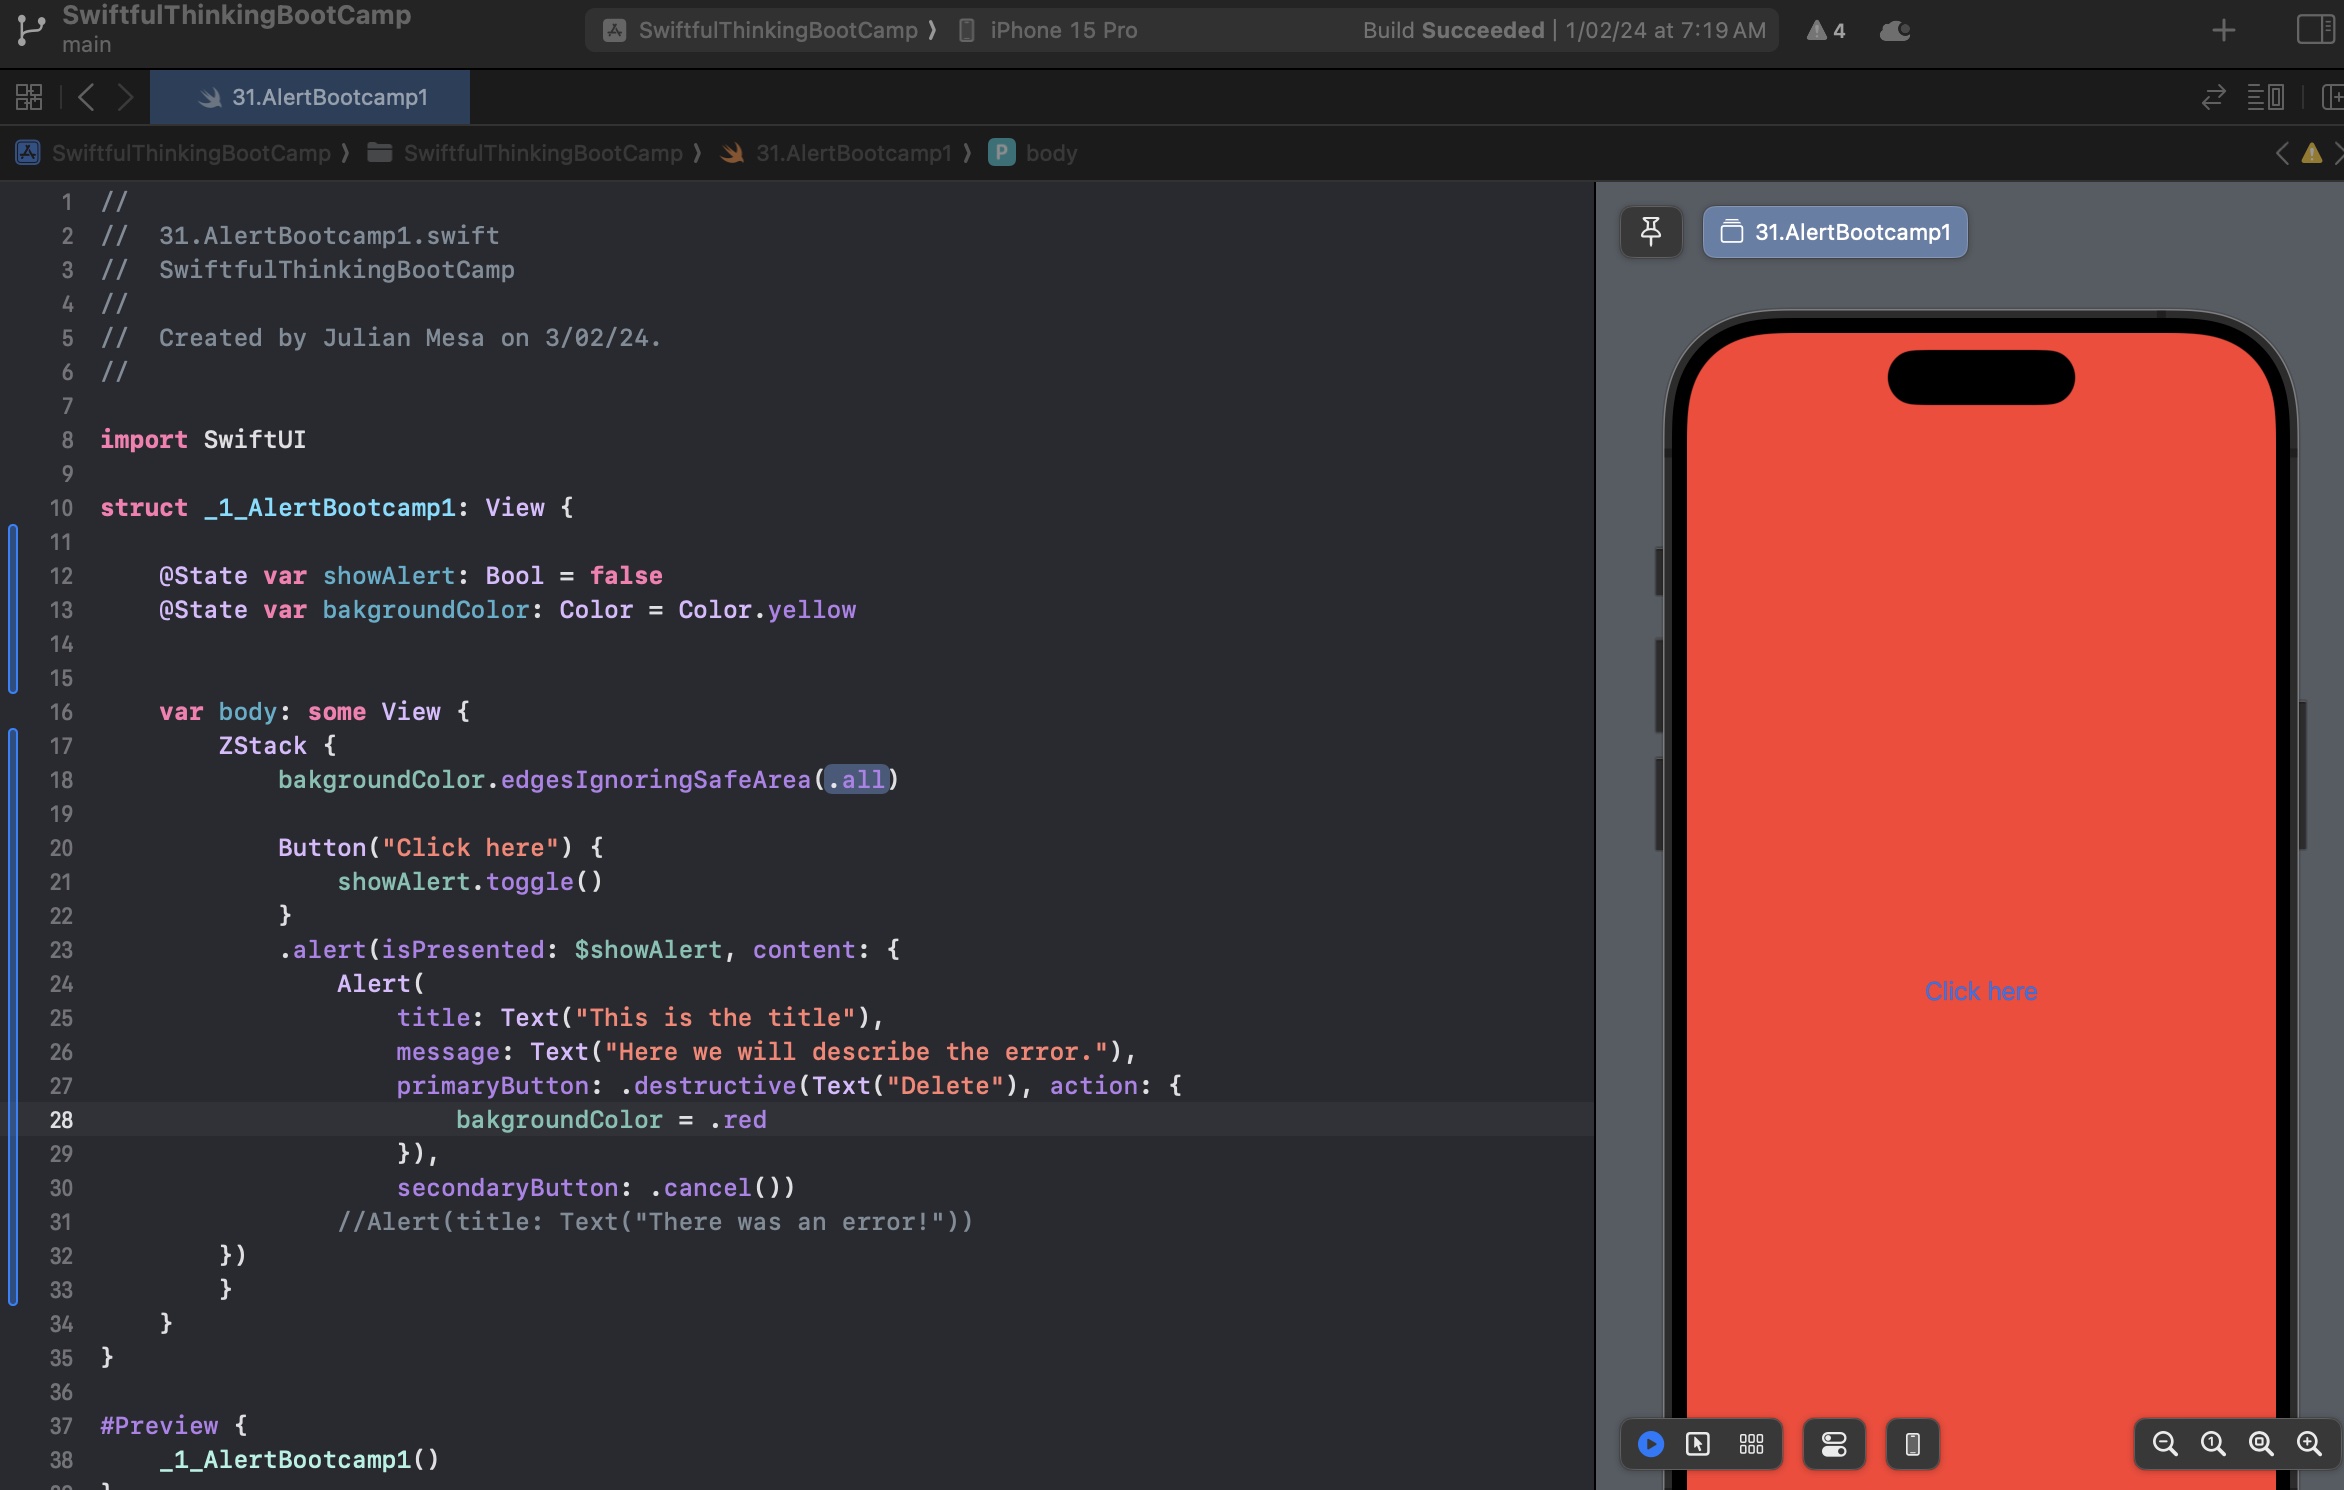 SwiftfulThinkingBootCamp
main
SwiftfulThinkingBootCamp ⟩ iPhone 15 Pro
Build Succeeded | 1/02/24 at 7:19 AM
4
31.AlertBootcamp1
SwiftfulThinkingBootCamp ⟩ SwiftfulThinkingBootCamp ⟩ 31.AlertBootcamp1 ⟩ P body
1 //
2 //  31.AlertBootcamp1.swift
3 //  SwiftfulThinkingBootCamp
4 //
5 //  Created by Julian Mesa on 3/02/24.
6 //
7
8 import SwiftUI
9
10 struct _1_AlertBootcamp1: View {
11
12     @State var showAlert: Bool = false
13     @State var bakgroundColor: Color = Color.yellow
14
15
16     var body: some View {
17         ZStack {
18             bakgroundColor.edgesIgnoringSafeArea(.all)
19
20             Button("Click here") {
21                 showAlert.toggle()
22             }
23             .alert(isPresented: $showAlert, content: {
24                 Alert(
25                     title: Text("This is the title"),
26                     message: Text("Here we will describe the error."),
27                     primaryButton: .destructive(Text("Delete"), action: {
28                         bakgroundColor = .red
29                     }),
30                     secondaryButton: .cancel())
31                 //Alert(title: Text("There was an error!"))
32         })
33         }
34     }
35 }
36
37 #Preview {
38     _1_AlertBootcamp1()
31.AlertBootcamp1
Click here